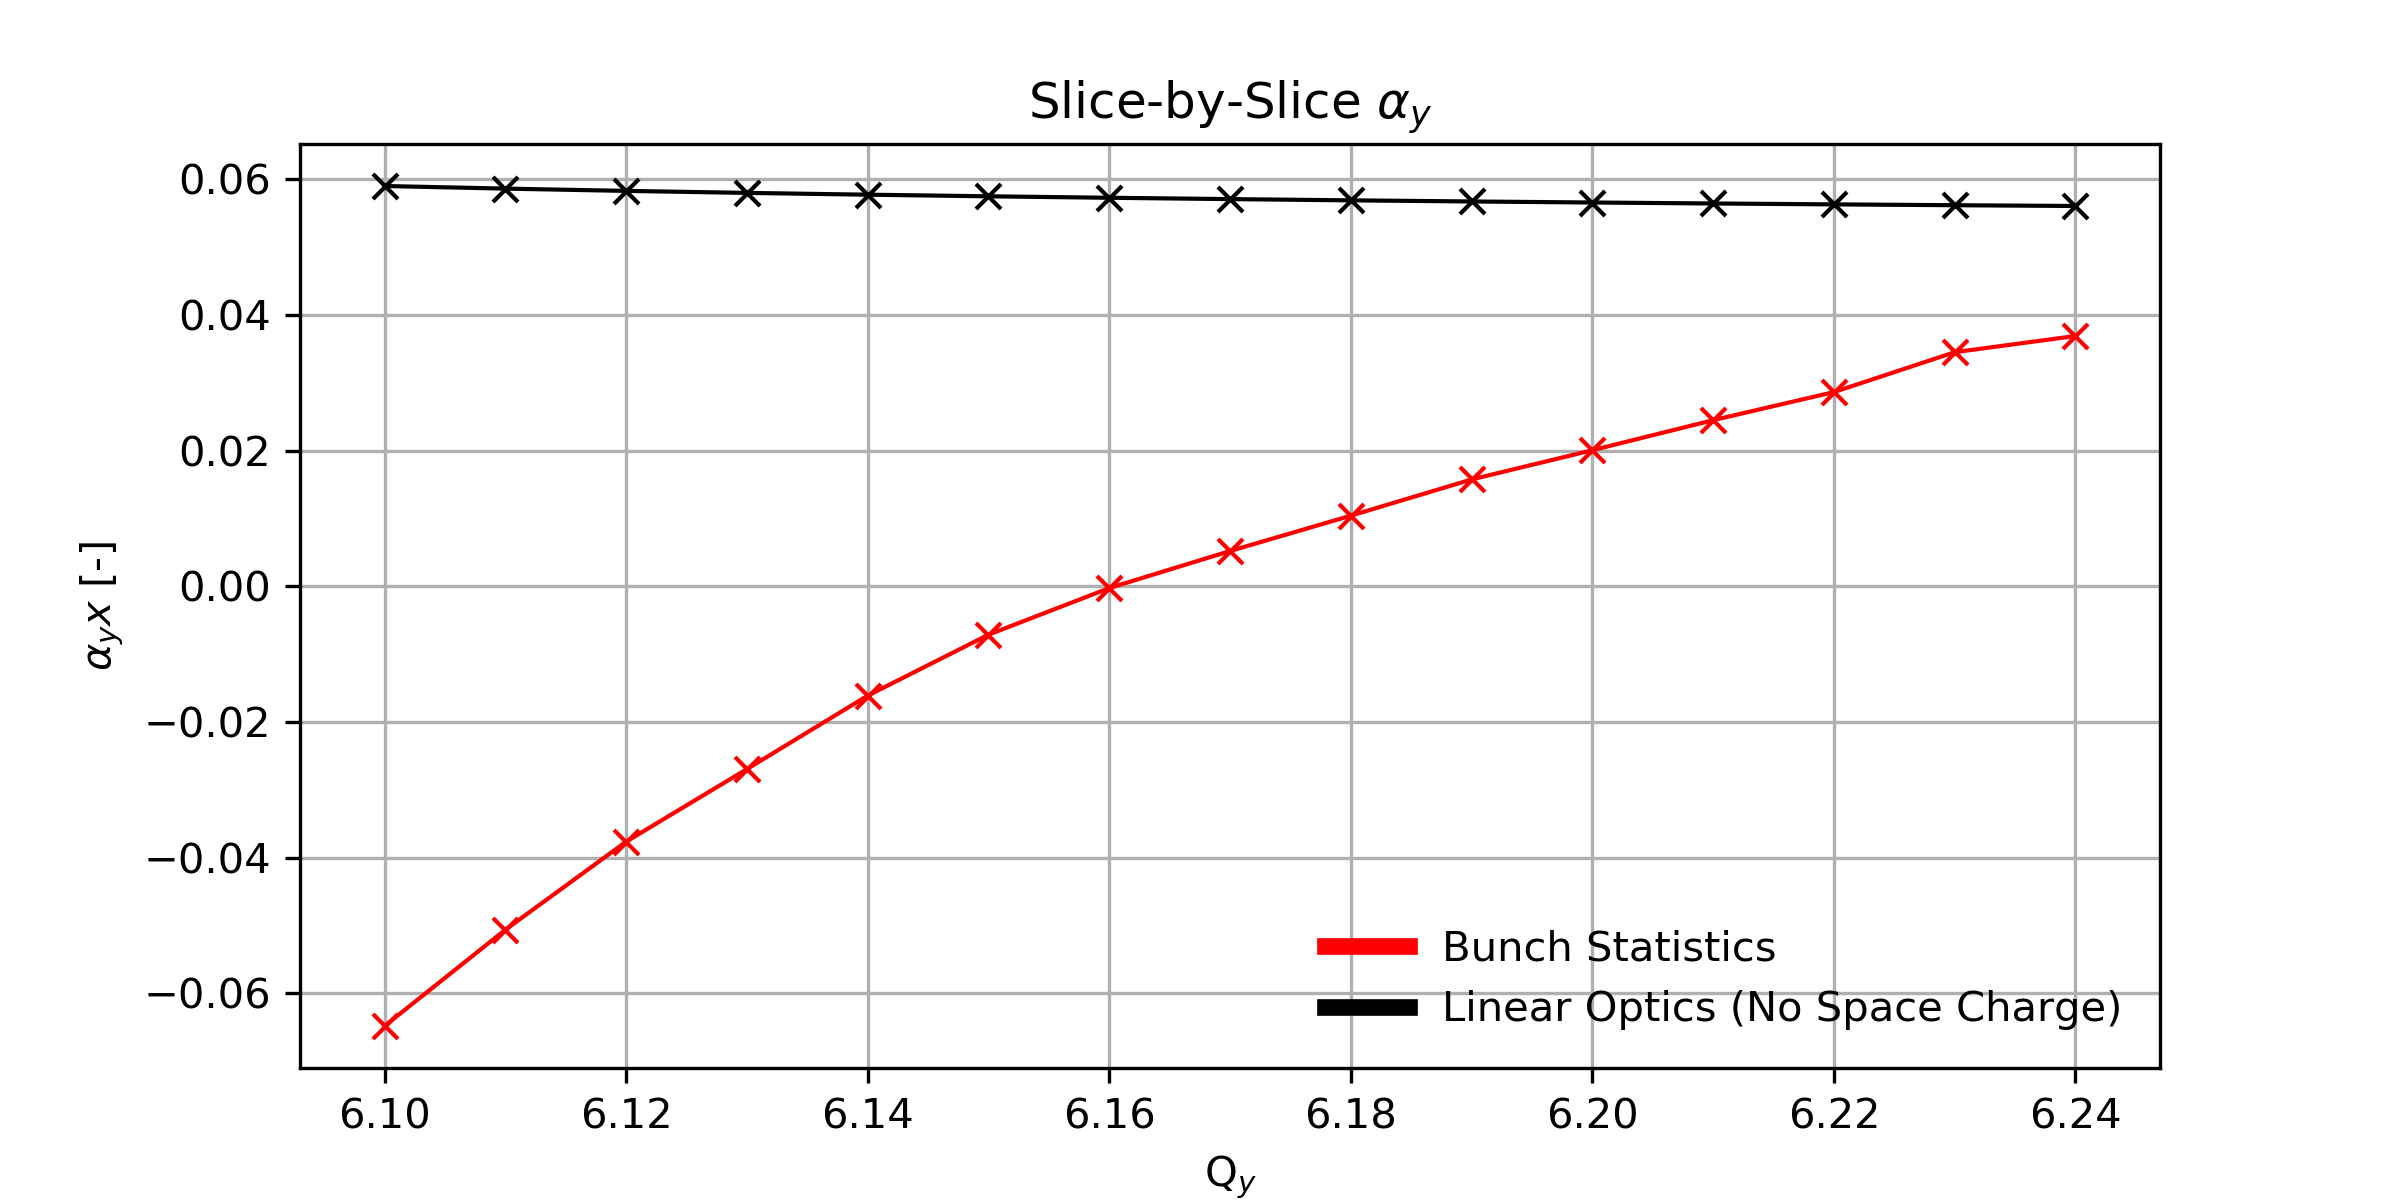 Slice-by-Slice αy
0.06
0.04
0.02
0.00
−0.02
−0.04
−0.06
αyx [-]
Bunch Statistics
Linear Optics (No Space Charge)
6.10 6.12 6.14 6.16 6.18 6.20 6.22 6.24
Qy